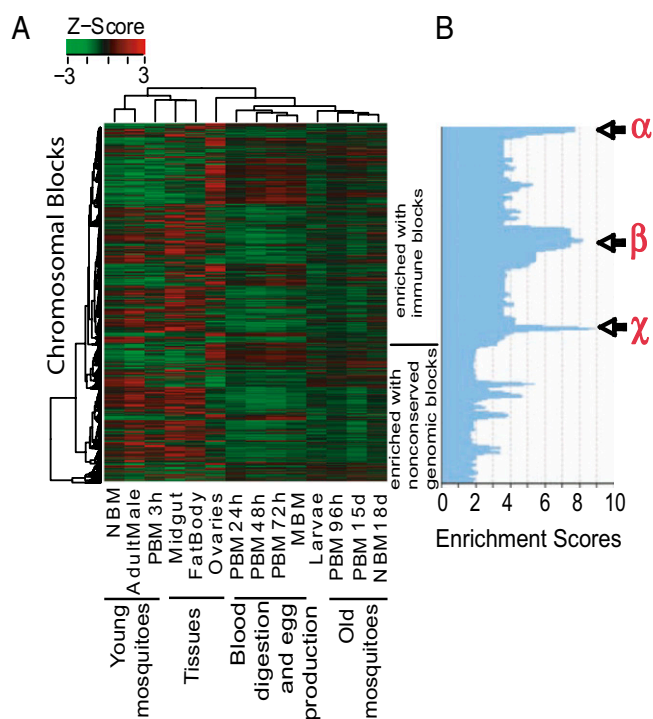 A
Z-Score
-3
3
B
Chromosomal Blocks
enriched with
immune blocks
enriched with
nonconserved
genomic blocks
α
β
χ
0 2 4 6 8 10
Enrichment Scores
NBM
AdultMale
PBM 3h
Midgut
FatBody
Ovaries
PBM 24h
PBM 48h
PBM 72h
MBM
Larvae
PBM 96h
PBM 15d
NBM18d
Young
mosquitoes
Tissues
Blood
digestion
and egg
production
Old
mosquitoes